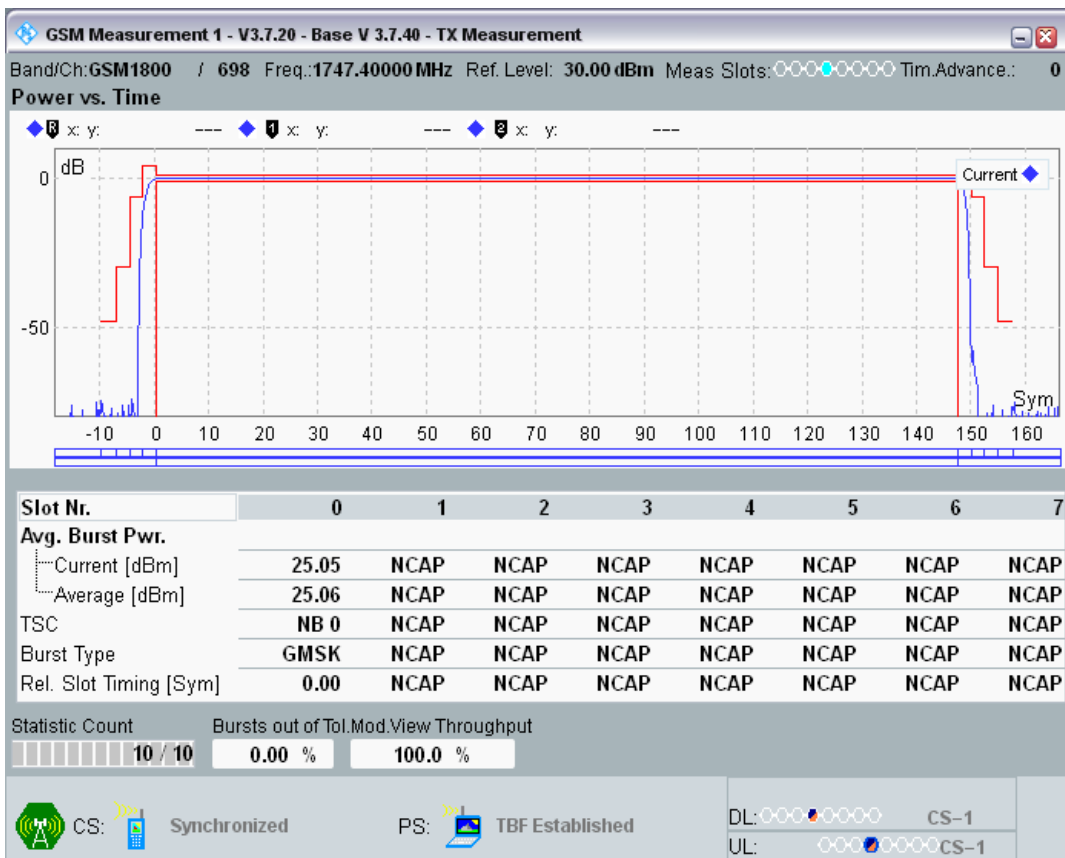 GSM Measurement 1 - V3.7.20 - Base V 3.7.40 - TX Measurement
Band/Ch:GSM1800 / 698 Freq.:1747.40000 MHz Ref. Level: 30.00 dBm Meas Slots: Tim.Advance.: 0
Power vs. Time
R x: y: --- 1 x: y: --- 2 x: y: ---
dB
0
Current
-50
Sym
-10 0 10 20 30 40 50 60 70 80 90 100 110 120 130 140 150 160
Slot Nr. 0 1 2 3 4 5 6 7
Avg. Burst Pwr.
Current [dBm] 25.05 NCAP NCAP NCAP NCAP NCAP NCAP NCAP
Average [dBm] 25.06 NCAP NCAP NCAP NCAP NCAP NCAP NCAP
TSC NB 0 NCAP NCAP NCAP NCAP NCAP NCAP NCAP
Burst Type GMSK NCAP NCAP NCAP NCAP NCAP NCAP NCAP
Rel. Slot Timing [Sym] 0.00 NCAP NCAP NCAP NCAP NCAP NCAP NCAP
Statistic Count Bursts out of Tol. Mod.View Throughput
10 / 10 0.00 % 100.0 %
CS: Synchronized PS: TBF Established
DL: CS-1
UL: CS-1